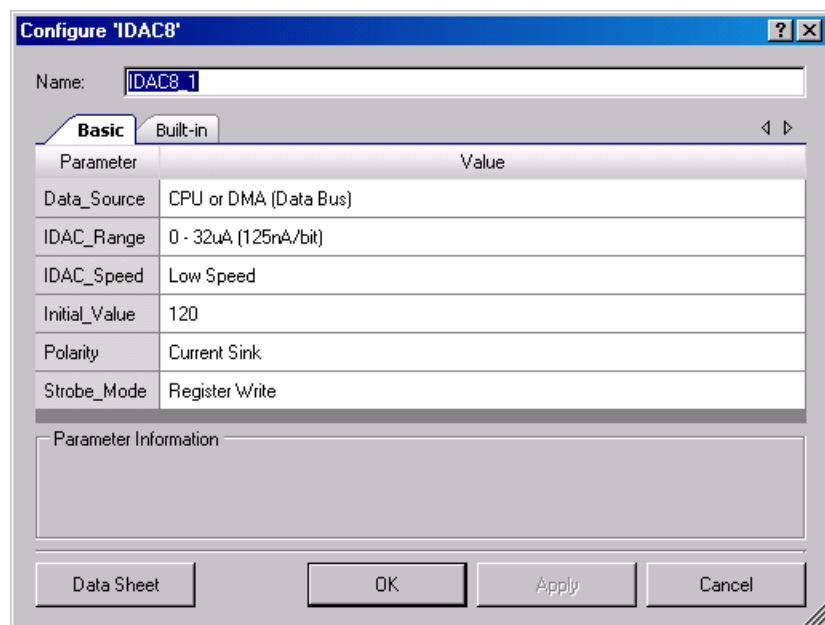 Configure 'IDAC8'
Name: IDAC8_1
Basic Built-in
Parameter Value
Data_Source CPU or DMA (Data Bus)
IDAC_Range 0 - 32uA (125nA/bit)
IDAC_Speed Low Speed
Initial_Value 120
Polarity Current Sink
Strobe_Mode Register Write
Parameter Information
Data Sheet OK Apply Cancel